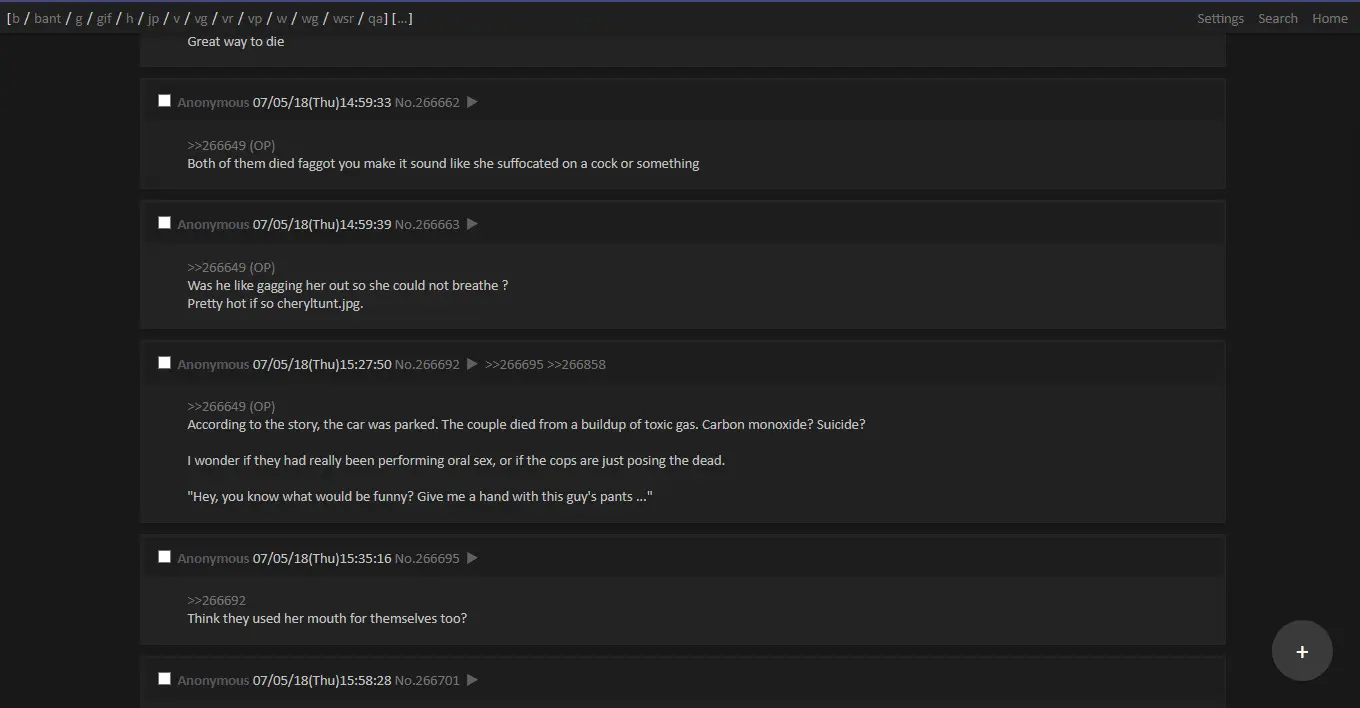 [b / bant / g / gif / h / jp / v / vg / vr / vp / w / wg / wsr / qa] [...] Settings Search Home
Great way to die
Anonymous 07/05/18(Thu)14:59:33 No.266662 ▶
>>266649 (OP)
Both of them died faggot you make it sound like she suffocated on a cock or something
Anonymous 07/05/18(Thu)14:59:39 No.266663 ▶
>>266649 (OP)
Was he like gagging her out so she could not breathe ?
Pretty hot if so cheryltunt.jpg.
Anonymous 07/05/18(Thu)15:27:50 No.266692 ▶ >>266695 >>266858
>>266649 (OP)
According to the story, the car was parked. The couple died from a buildup of toxic gas. Carbon monoxide? Suicide?
I wonder if they had really been performing oral sex, or if the cops are just posing the dead.
"Hey, you know what would be funny? Give me a hand with this guy's pants ..."
Anonymous 07/05/18(Thu)15:35:16 No.266695 ▶
>>266692
Think they used her mouth for themselves too?
+
Anonymous 07/05/18(Thu)15:58:28 No.266701 ▶